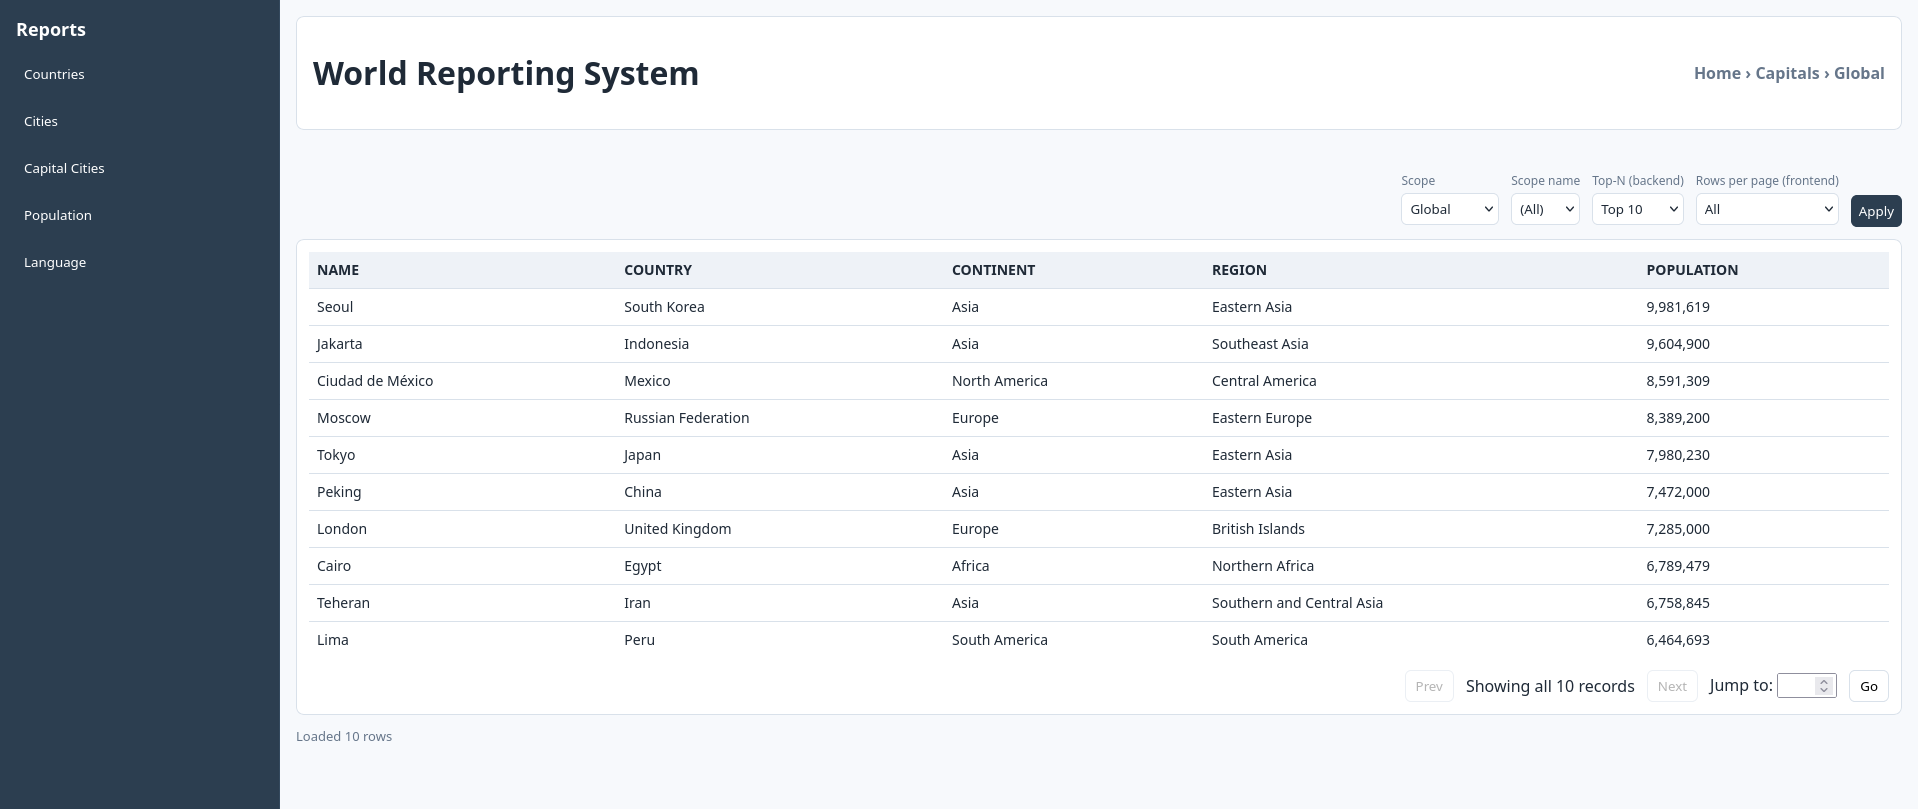 Reports
Countries
Cities
Capital Cities
Population
Language
World Reporting System
Home › Capitals › Global
Scope Scope name Top-N (backend) Rows per page (frontend)
Global (All) Top 10 All Apply
NAME COUNTRY CONTINENT REGION POPULATION
Seoul South Korea Asia Eastern Asia 9,981,619
Jakarta Indonesia Asia Southeast Asia 9,604,900
Ciudad de México Mexico North America Central America 8,591,309
Moscow Russian Federation Europe Eastern Europe 8,389,200
Tokyo Japan Asia Eastern Asia 7,980,230
Peking China Asia Eastern Asia 7,472,000
London United Kingdom Europe British Islands 7,285,000
Cairo Egypt Africa Northern Africa 6,789,479
Teheran Iran Asia Southern and Central Asia 6,758,845
Lima Peru South America South America 6,464,693
Prev Showing all 10 records Next Jump to: Go
Loaded 10 rows